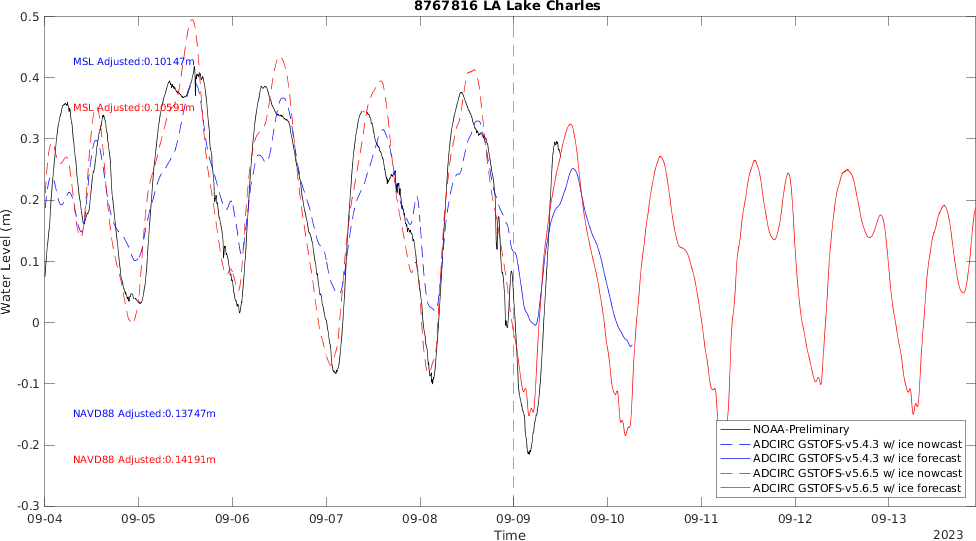 8767816 LA Lake Charles
0.5
MSL Adjusted:0.10147m
0.4
MSL Adjusted:0.10591m
0.3
0.2
0.1
0
-0.1
NAVD88 Adjusted:0.13747m
-0.2
NAVD88 Adjusted:0.14191m
-0.3
Water Level (m)
NOAA-Preliminary
ADCIRC GSTOFS-v5.4.3 w/ ice nowcast
ADCIRC GSTOFS-v5.4.3 w/ ice forecast
ADCIRC GSTOFS-v5.6.5 w/ ice nowcast
ADCIRC GSTOFS-v5.6.5 w/ ice forecast
09-04 09-05 09-06 09-07 09-08 09-09 09-10 09-11 09-12 09-13
Time
2023